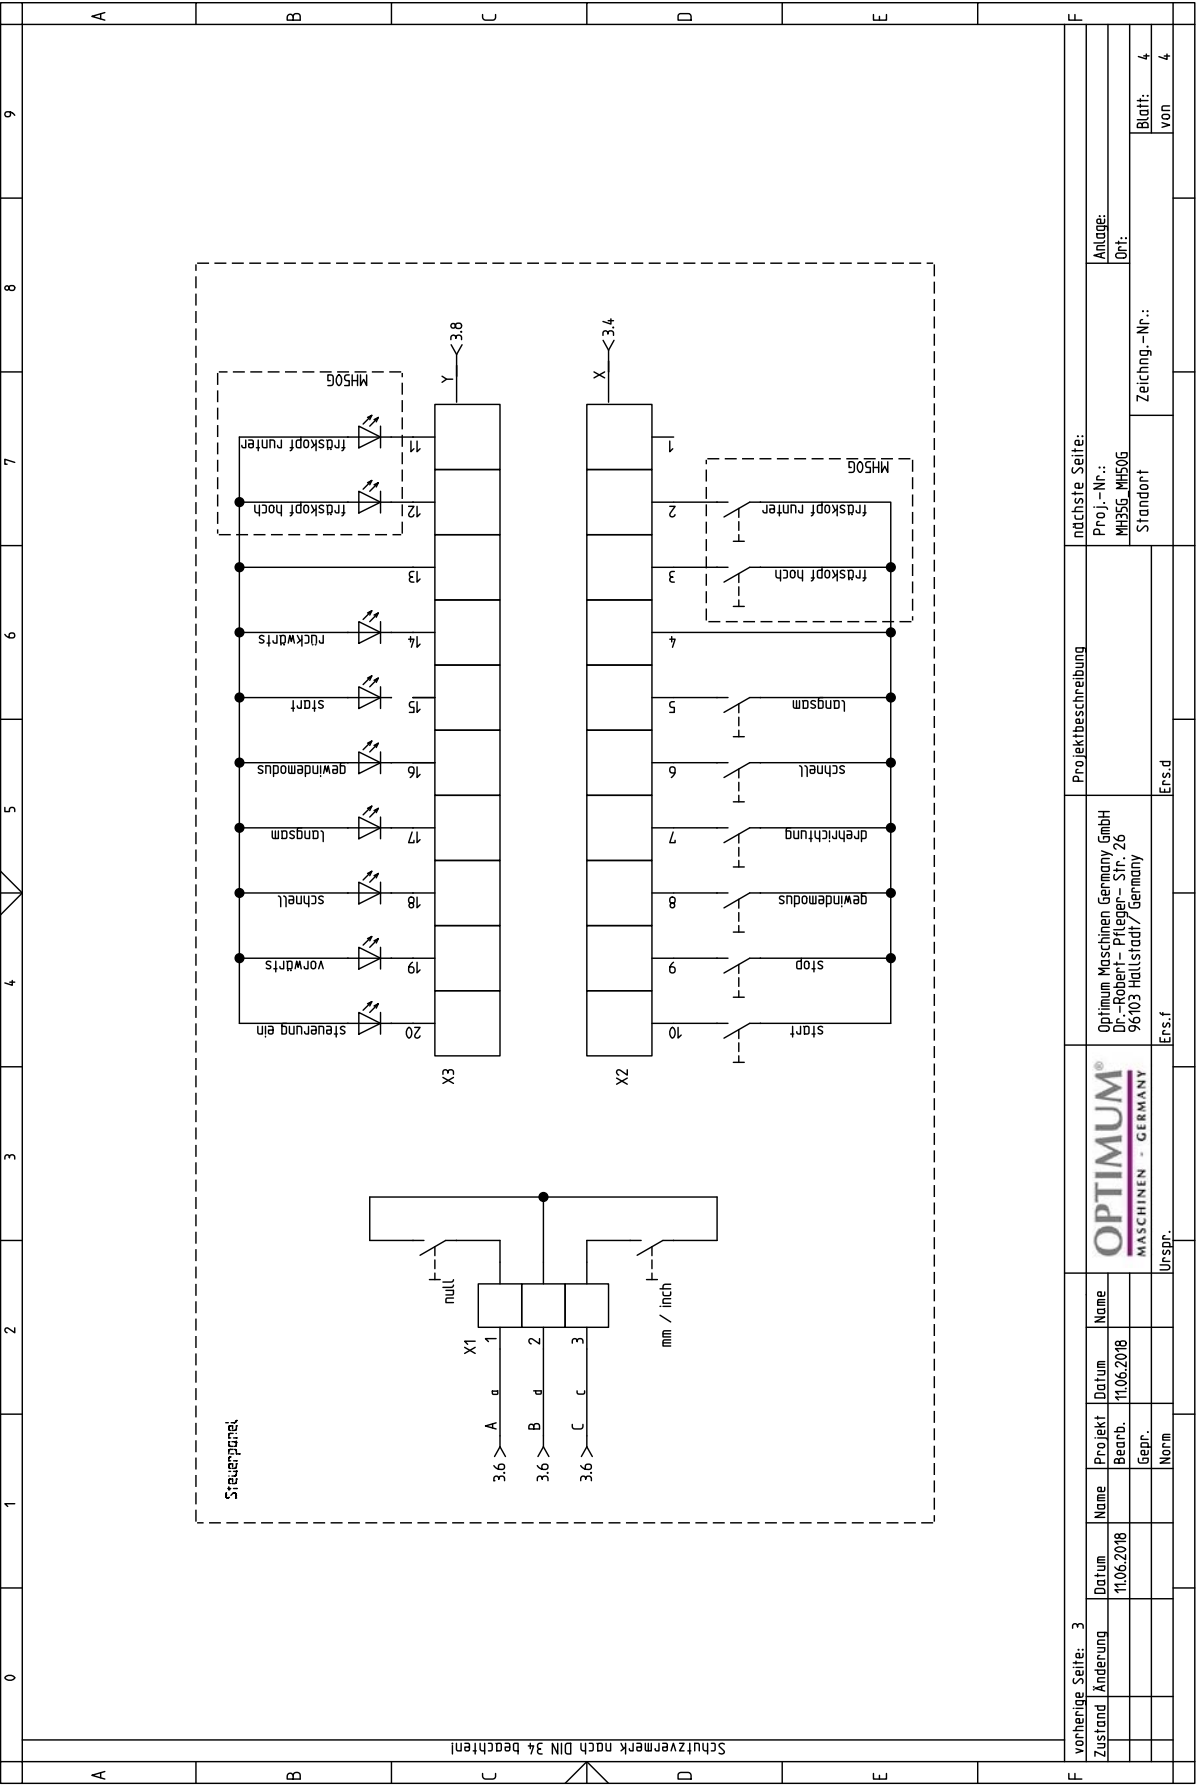 0 1 2 3 4 5 6 7 8 9
A
B
C
D
E
F
Schutzvermerk nach DIN 34 beachten!
Steuerpanel
steuerung ein
vorwärts
schnell
langsam
gewindemodus
start
rückwärts
fräskopf hoch
fräskopf runter
MH50G
20 19 18 17 16 15 14 13 12 11
X3
Y
3.8
null
X1
3.6 A a 1
3.6 B d 2
3.6 C c 3
mm / inch
X2
X
3.4
10 9 8 7 6 5 4 3 2 1
start
stop
gewindemodus
drehrichtung
schnell
langsam
fräskopf hoch
fräskopf runter
MH50G
A
B
C
D
E
F
vorherige Seite: 3
Zustand Änderung Datum Name
11.06.2018
Projekt Datum Name
Bearb. 11.06.2018
Gepr.
Norm
Urspr.
OPTIMUM®
MASCHINEN - GERMANY
Optimum Maschinen Germany GmbH
Dr.-Robert- Pfleger- Str. 26
96103 Hallstadt/ Germany
Ers.f
Ers.d
Projektbeschreibung
nächste Seite:
Proj.-Nr.:
MH35G_MH50G
Standort
Zeichng.-Nr.:
Anlage:
Ort:
Blatt: 4
von 4